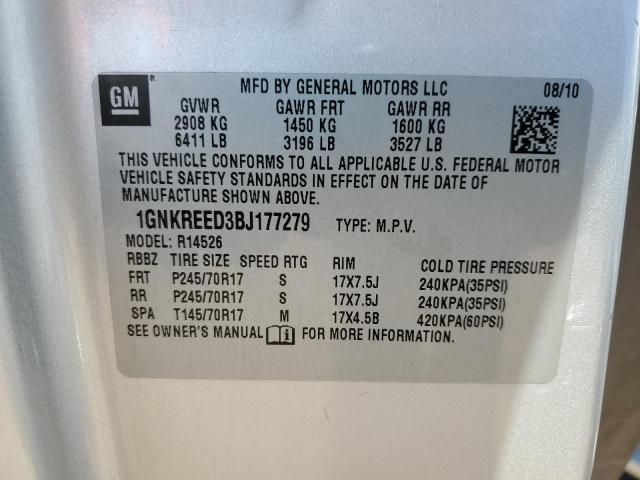 GM ® MFD BY GENERAL MOTORS LLC 08/10
GVWR GAWR FRT GAWR RR
2908 KG 1450 KG 1600 KG
6411 LB 3196 LB 3527 LB
THIS VEHICLE CONFORMS TO ALL APPLICABLE U.S. FEDERAL MOTOR
VEHICLE SAFETY STANDARDS IN EFFECT ON THE DATE OF
MANUFACTURE SHOWN ABOVE.
1GNKREED3BJ177279 TYPE: M.P.V.
MODEL: R14526
RBBZ TIRE SIZE SPEED RTG RIM COLD TIRE PRESSURE
FRT P245/70R17 S 17X7.5J 240KPA(35PSI)
RR P245/70R17 S 17X7.5J 240KPA(35PSI)
SPA T145/70R17 M 17X4.5B 420KPA(60PSI)
SEE OWNER'S MANUAL FOR MORE INFORMATION.